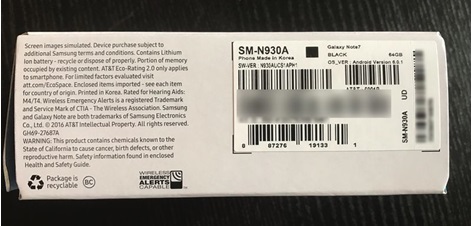 Screen images simulated. Device purchase subject to
additional Samsung terms and conditions. Contains Lithium
Ion battery - recycle or dispose of properly. Portion of memory
occupied by existing content. AT&T Eco-Rating 2.0 only applies
to smartphone. For limited factors evaluated visit
att.com/EcoSpace. Enclosed items imported - see each item
for country of origin. Printed in Korea. Rated for Hearing Aids:
M4/T4. Wireless Emergency Alerts is a registered Trademark
and Service Mark of CTIA - The Wireless Association. Samsung
and Galaxy Note are both trademarks of Samsung Electronics
Co., Ltd. © 2016 AT&T Intellectual Property. All rights reserved.
GH69-27687A
WARNING: This product contains chemicals known to the
State of California to cause cancer, birth defects, or other
reproductive harm. Safety information found in enclosed
Health and Safety Guide.
Package is
recyclable
BC
WIRELESS
EMERGENCY
ALERTS
CAPABLE
SM-N930A
Phone Made in Korea
Galaxy Note7
BLACK 64GB
OS_VER : Android Version 6.0.1
SW-VER: N930AUCS1APH1
8 87276 19133 1
SM-N930A UD